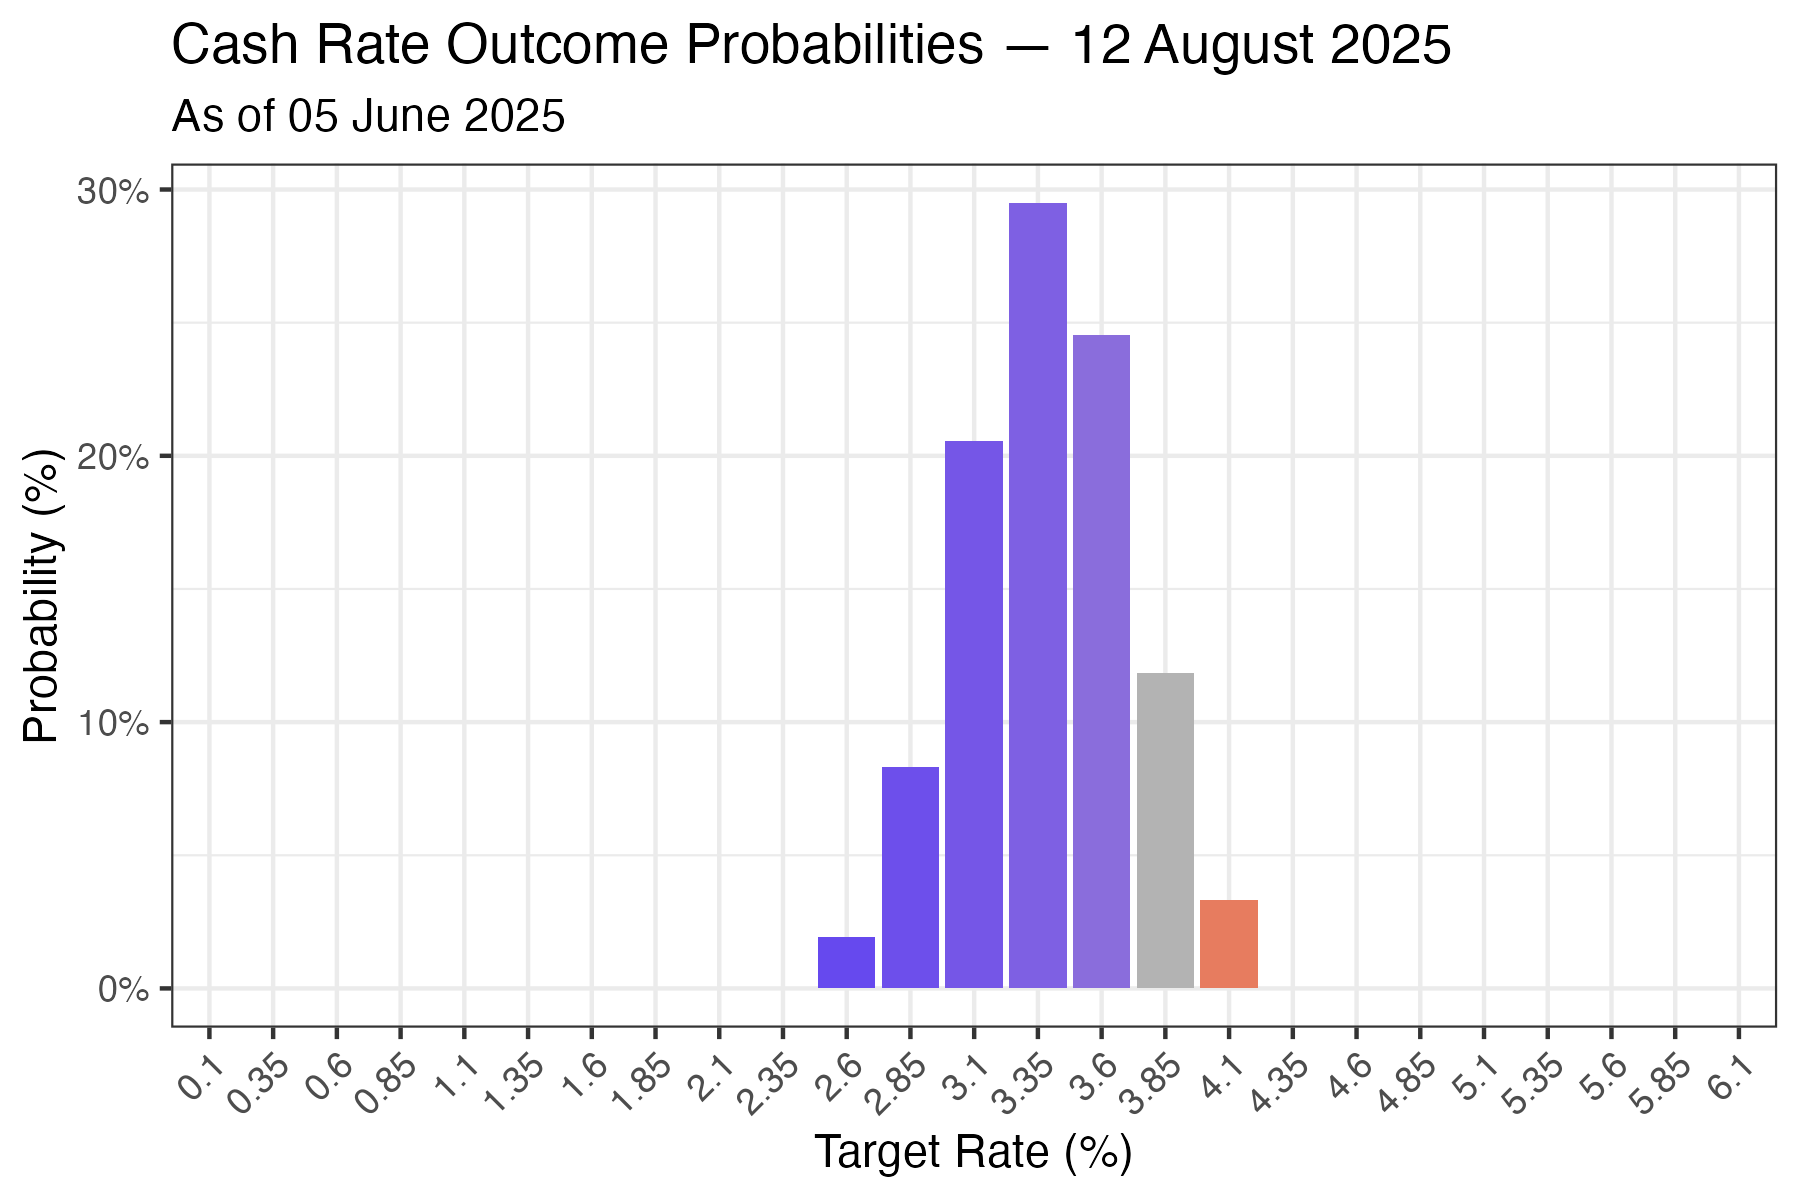 Cash Rate Outcome Probabilities — 12 August 2025
As of 05 June 2025
Probability (%)
30%
20%
10%
0%
0.1 0.35 0.6 0.85 1.1 1.35 1.6 1.85 2.1 2.35 2.6 2.85 3.1 3.35 3.6 3.85 4.1 4.35 4.6 4.85 5.1 5.35 5.6 5.85 6.1
Target Rate (%)